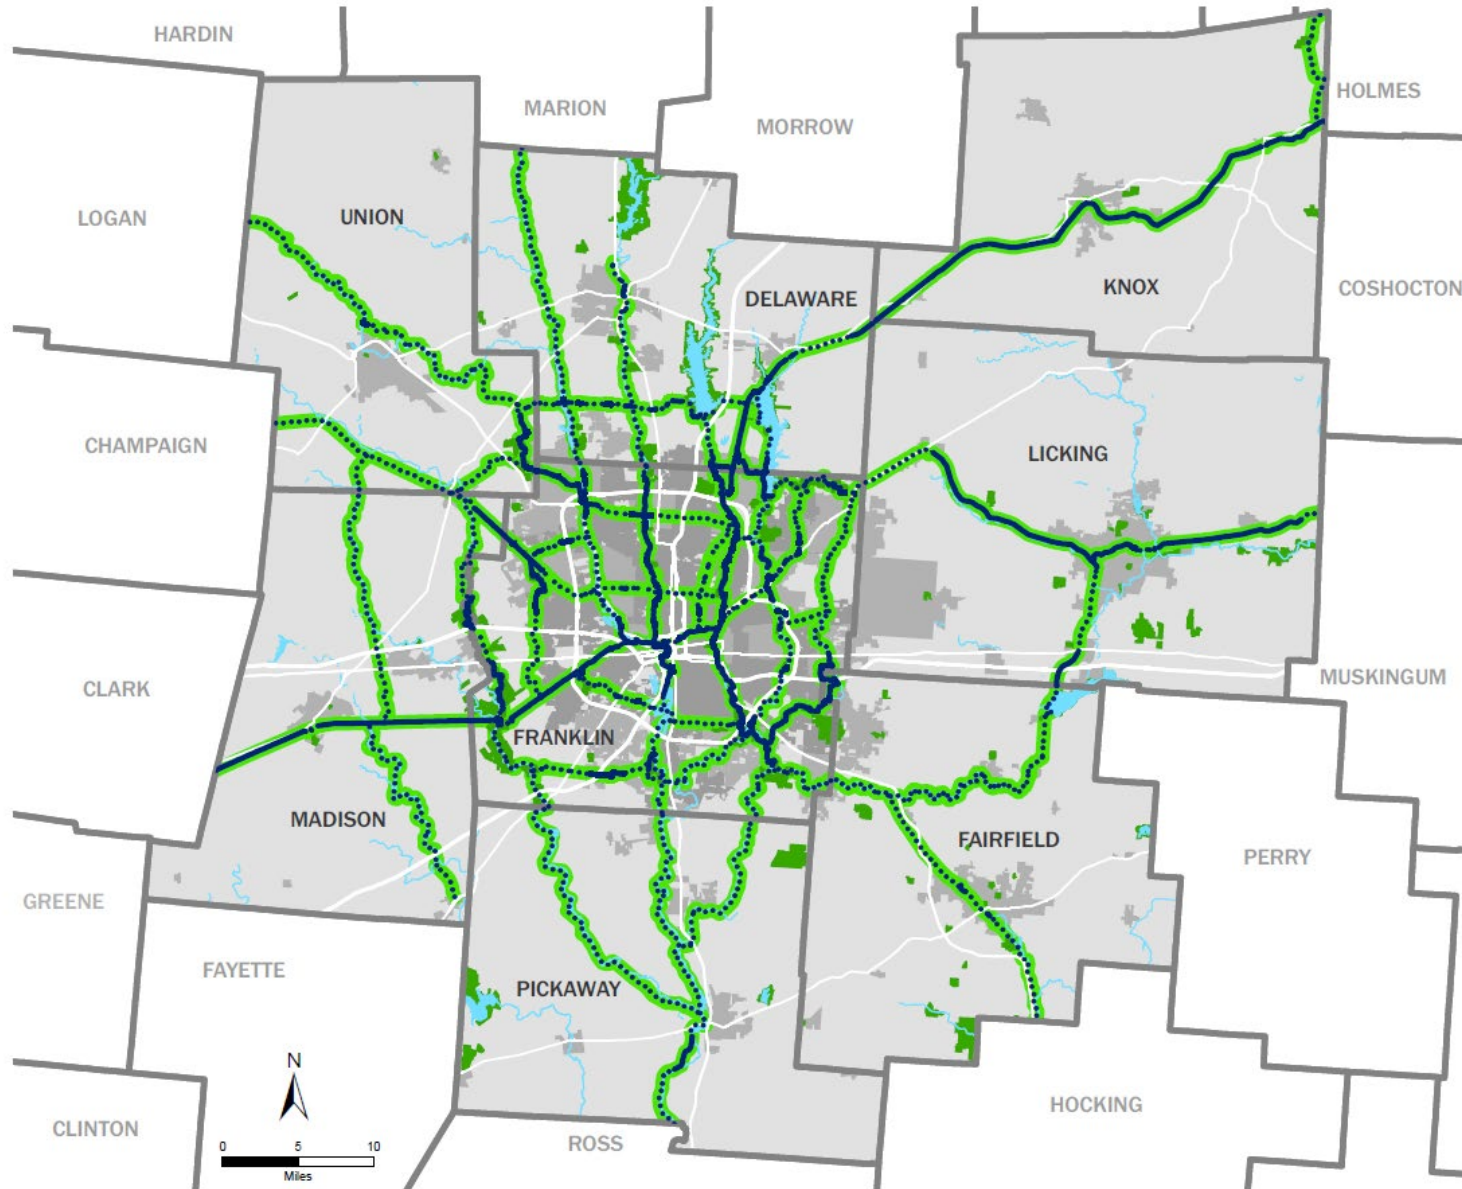 HARDIN
HOLMES
MARION
MORROW
LOGAN
UNION
KNOX
COSHOCTON
DELAWARE
CHAMPAIGN
LICKING
CLARK
MUSKINGUM
FRANKLIN
MADISON
FAIRFIELD
PERRY
GREENE
FAYETTE
PICKAWAY
N
HOCKING
CLINTON
ROSS
0 5 10
Miles